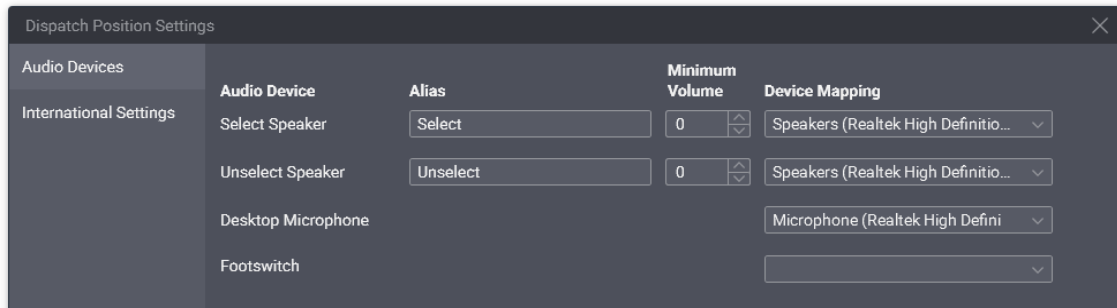 Dispatch Position Settings
Audio Devices
International Settings
Audio Device Alias Minimum Volume Device Mapping
Select Speaker Select 0 Speakers (Realtek High Definitio...
Unselect Speaker Unselect 0 Speakers (Realtek High Definitio...
Desktop Microphone Microphone (Realtek High Defini
Footswitch